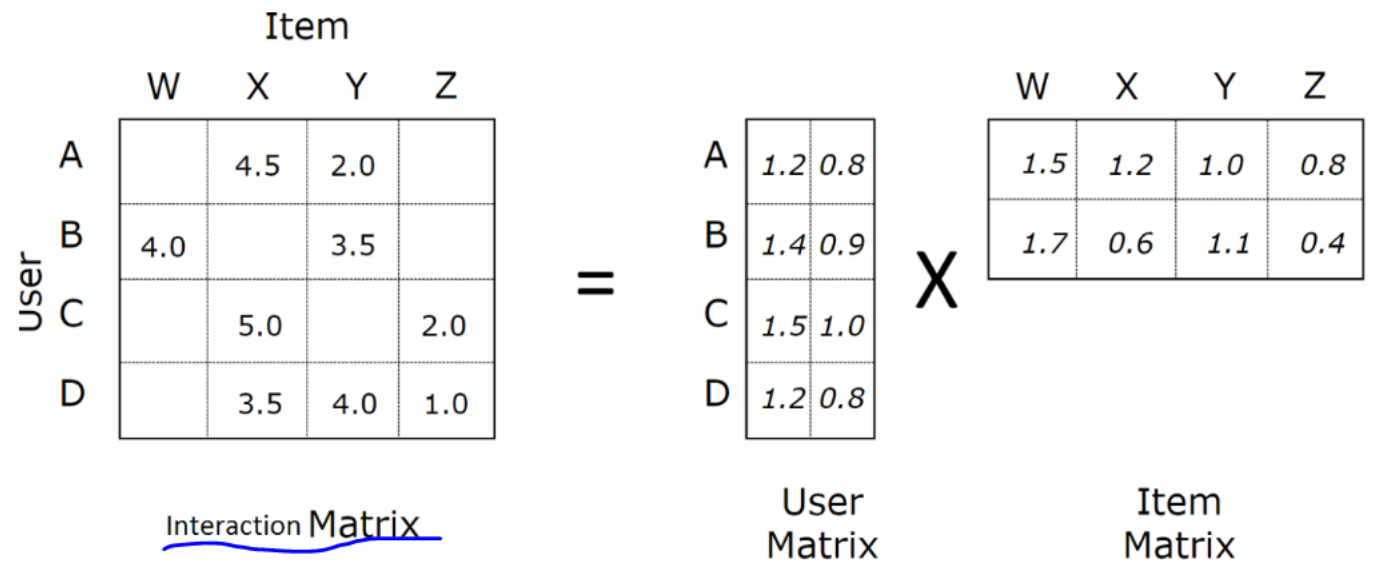 Item
W X Y Z W X Y Z
A 4.5 2.0 A 1.2 0.8 1.5 1.2 1.0 0.8
User B 4.0 3.5 = B 1.4 0.9 X 1.7 0.6 1.1 0.4
C 5.0 2.0 C 1.5 1.0
D 3.5 4.0 1.0 D 1.2 0.8
Interaction Matrix
User
Matrix
Item
Matrix